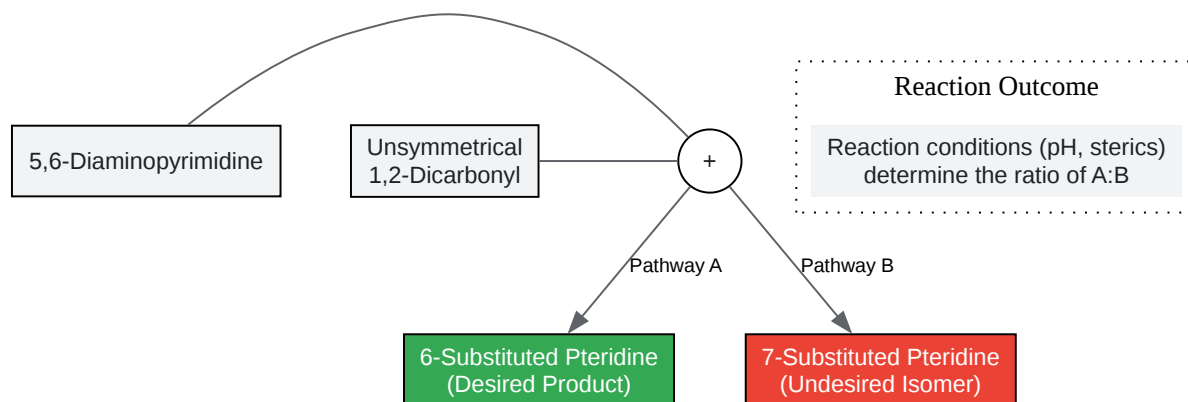 Reaction Outcome
5,6-Diaminopyrimidine
Unsymmetrical
1,2-Dicarbonyl
+
Reaction conditions (pH, sterics)
determine the ratio of A:B
Pathway A
Pathway B
6-Substituted Pteridine
(Desired Product)
7-Substituted Pteridine
(Undesired Isomer)